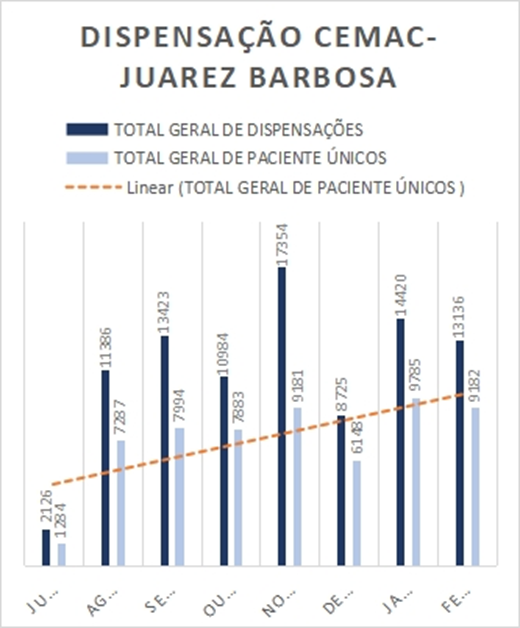 DISPENSAÇÃO CEMAC-
JUAREZ BARBOSA
TOTAL GERAL DE DISPENSAÇÕES
TOTAL GERAL DE PACIENTE ÚNICOS
Linear (TOTAL GERAL DE PACIENTE ÚNICOS )
2126
1284
11386
7287
13423
7994
10984
7883
17354
9181
8725
6148
14420
9785
13136
9182
JU...
AG...
SE...
OU...
NO...
DE...
JA...
FE...